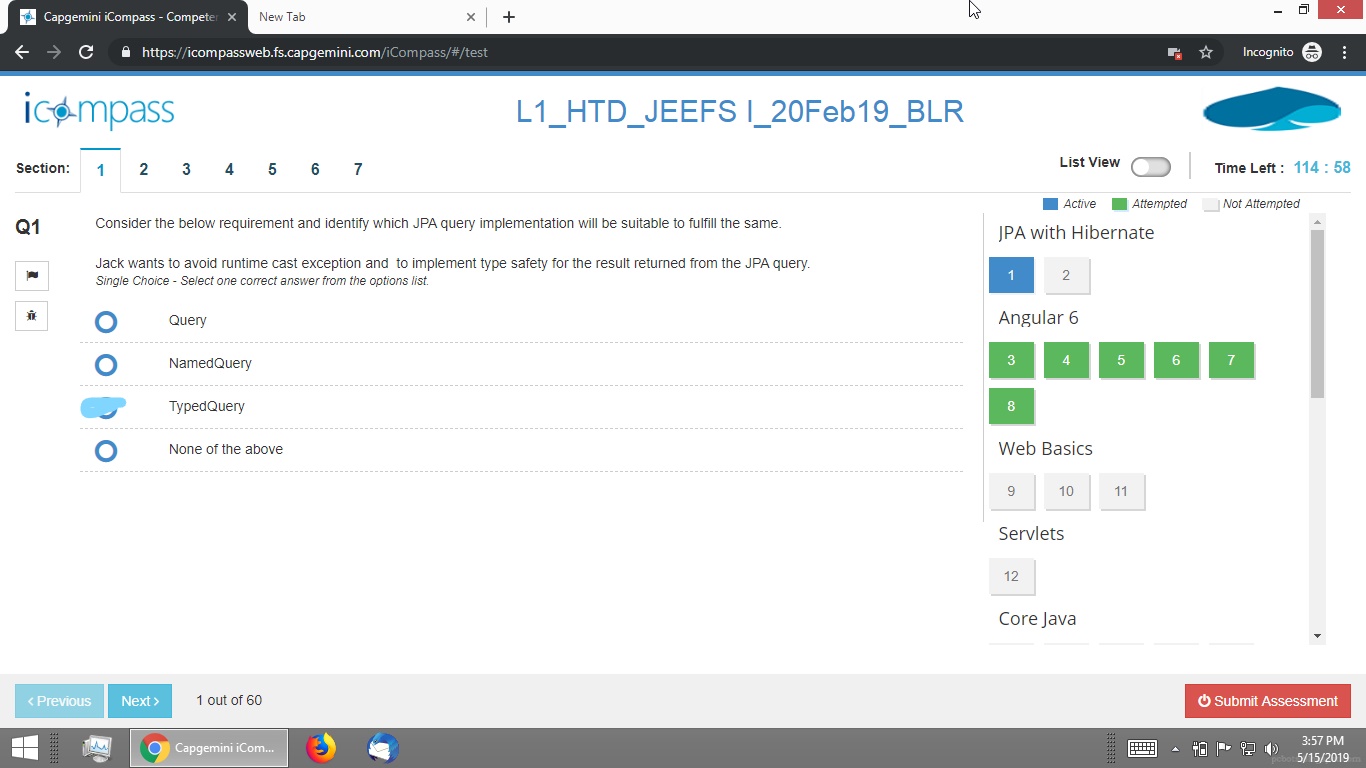 Capgemini iCompass - Competen
New Tab
https://icompassweb.fs.capgemini.com/iCompass/#/test
Incognito
icompass
L1_HTD_JEEFS I_20Feb19_BLR
Section:
1
2
3
4
5
6
7
List View
Time Left : 114 : 58
Active
Attempted
Not Attempted
Q1
Consider the below requirement and identify which JPA query implementation will be suitable to fulfill the same.
Jack wants to avoid runtime cast exception and to implement type safety for the result returned from the JPA query.
Single Choice - Select one correct answer from the options list.
Query
NamedQuery
TypedQuery
None of the above
JPA with Hibernate
1 2
Angular 6
3 4 5 6 7
8
Web Basics
9 10 11
Servlets
12
Core Java
< Previous
Next >
1 out of 60
Submit Assessment
Capgemini iCom...
3:57 PM
5/15/2019